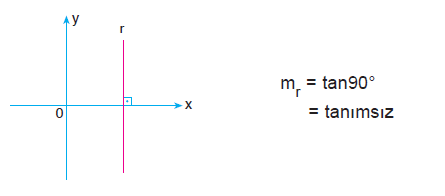 y
r
x
0
m_r = tan90°
= tanımsız